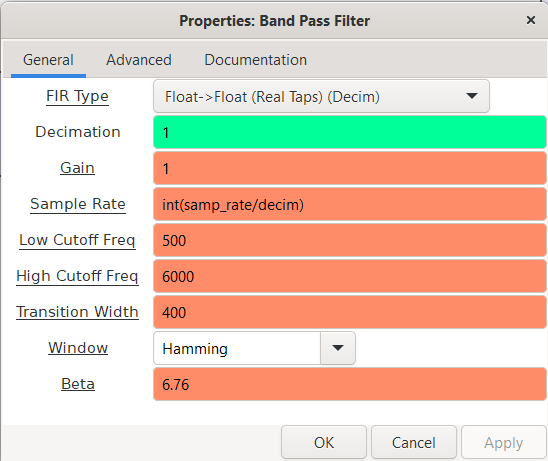 Properties: Band Pass Filter
×
General Advanced Documentation
FIR Type Float->Float (Real Taps) (Decim)
Decimation 1
Gain 1
Sample Rate int(samp_rate/decim)
Low Cutoff Freq 500
High Cutoff Freq 6000
Transition Width 400
Window Hamming
Beta 6.76
OK Cancel Apply